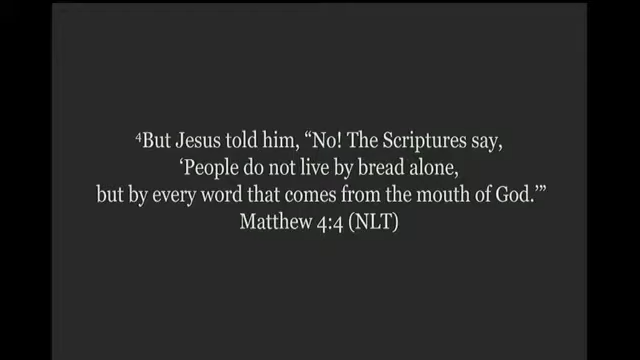 ⁴But Jesus told him, “No! The Scriptures say,
‘People do not live by bread alone,
but by every word that comes from the mouth of God.’”
Matthew 4:4 (NLT)